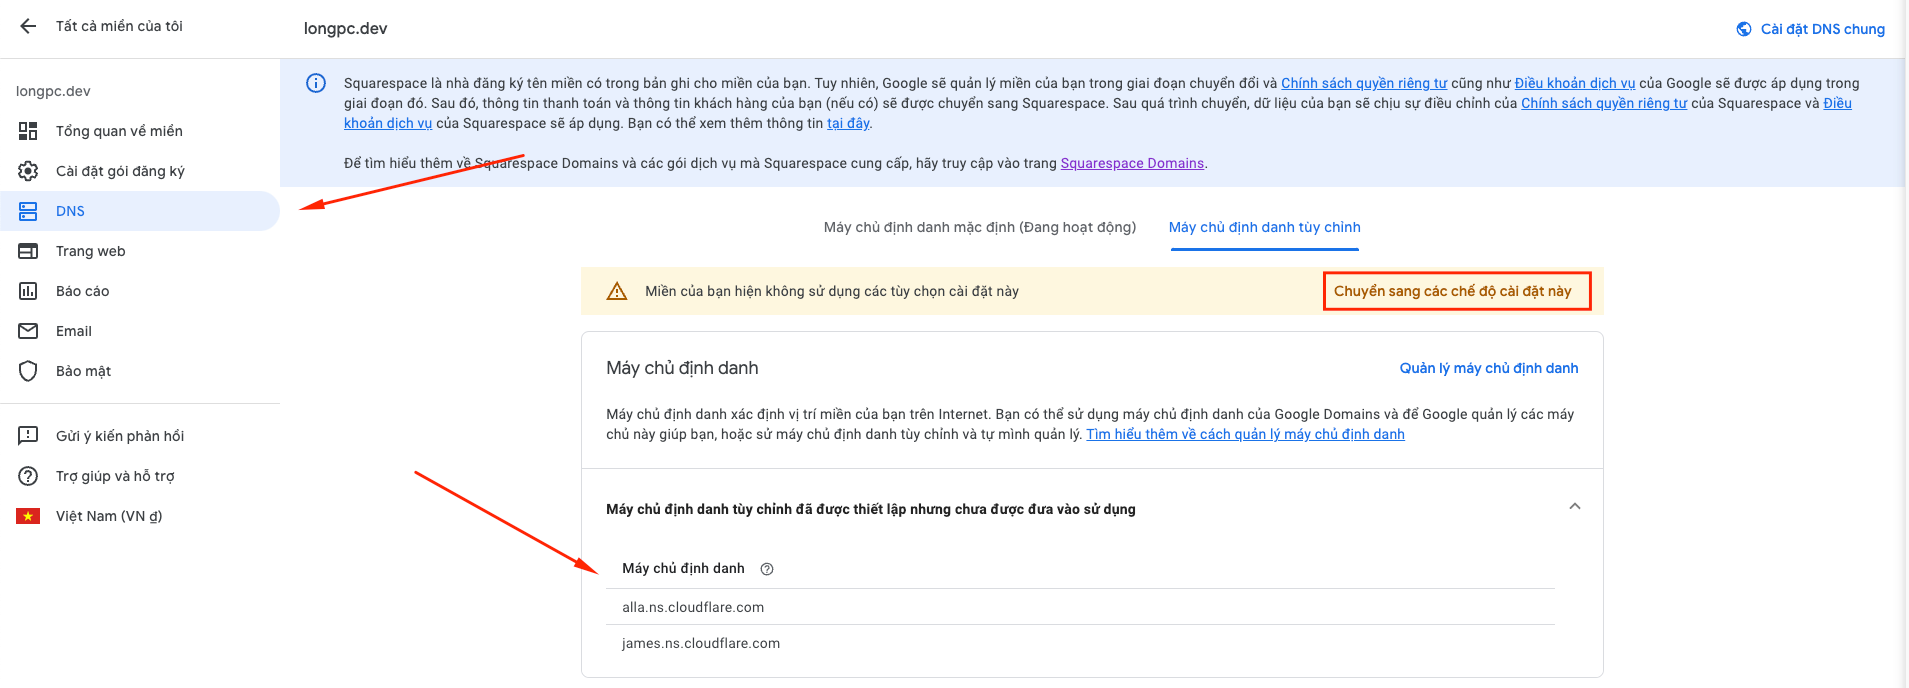 Tất cả miền của tôi
longpc.dev
Cài đặt DNS chung
longpc.dev
Tổng quan về miền
Cài đặt gói đăng ký
DNS
Trang web
Báo cáo
Email
Bảo mật
Gửi ý kiến phản hồi
Trợ giúp và hỗ trợ
Việt Nam (VN ₫)
Squarespace là nhà đăng ký tên miền có trong bản ghi cho miền của bạn. Tuy nhiên, Google sẽ quản lý miền của bạn trong giai đoạn chuyển đổi và Chính sách quyền riêng tư cũng như Điều khoản dịch vụ của Google sẽ được áp dụng trong
giai đoạn đó. Sau đó, thông tin thanh toán và thông tin khách hàng của bạn (nếu có) sẽ được chuyển sang Squarespace. Sau quá trình chuyển, dữ liệu của bạn sẽ chịu sự điều chỉnh của Chính sách quyền riêng tư của Squarespace và Điều
khoản dịch vụ của Squarespace sẽ áp dụng. Bạn có thể xem thêm thông tin tại đây.
Để tìm hiểu thêm về Squarespace Domains và các gói dịch vụ mà Squarespace cung cấp, hãy truy cập vào trang Squarespace Domains.
Máy chủ định danh mặc định (Đang hoạt động)
Máy chủ định danh tùy chỉnh
Miền của bạn hiện không sử dụng các tùy chọn cài đặt này
Chuyển sang các chế độ cài đặt này
Máy chủ định danh
Quản lý máy chủ định danh
Máy chủ định danh xác định vị trí miền của bạn trên Internet. Bạn có thể sử dụng máy chủ định danh của Google Domains và để Google quản lý các máy
chủ này giúp bạn, hoặc sử máy chủ định danh tùy chỉnh và tự mình quản lý. Tìm hiểu thêm về cách quản lý máy chủ định danh
Máy chủ định danh tùy chỉnh đã được thiết lập nhưng chưa được đưa vào sử dụng
Máy chủ định danh
alla.ns.cloudflare.com
james.ns.cloudflare.com